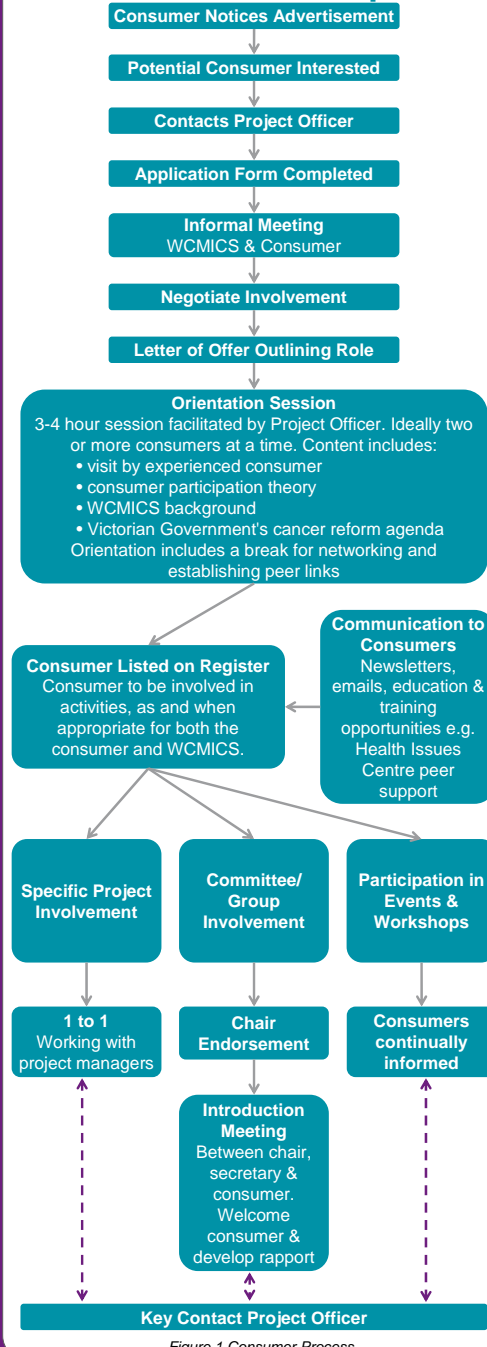 Consumer Notices Advertisement
Potential Consumer Interested
Contacts Project Officer
Application Form Completed
Informal Meeting
WCMICS & Consumer
Negotiate Involvement
Letter of Offer Outlining Role
Orientation Session
3-4 hour session facilitated by Project Officer. Ideally two
or more consumers at a time. Content includes:
• visit by experienced consumer
• consumer participation theory
• WCMICS background
• Victorian Government's cancer reform agenda
Orientation includes a break for networking and
establishing peer links
Consumer Listed on Register
Consumer to be involved in
activities, as and when
appropriate for both the
consumer and WCMICS.
Communication to
Consumers
Newsletters,
emails, education &
training
opportunities e.g.
Health Issues
Centre peer
support
Specific Project
Involvement
Committee/
Group
Involvement
Participation in
Events &
Workshops
1 to 1
Working with
project managers
Chair
Endorsement
Consumers
continually
informed
Introduction
Meeting
Between chair,
secretary &
consumer.
Welcome
consumer &
develop rapport
Key Contact Project Officer
Figure 1 Consumer Process